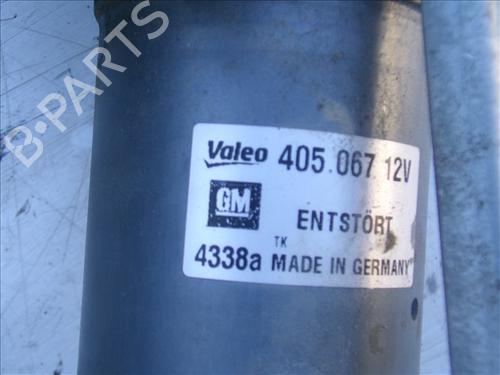 B-PARTS
Valeo 405.067 12V
GM ENTSTÖRT
TK
4338a MADE IN GERMANY